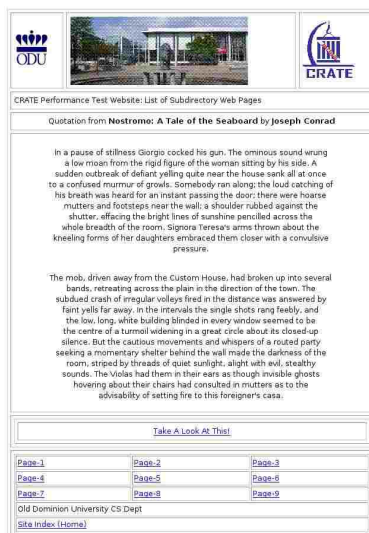 ODU
CRATE
CRATE Performance Test Website: List of Subdirectory Web Pages
Quotation from Nostromo: A Tale of the Seaboard by Joseph Conrad
In a pause of stillness Giorgio cocked his gun. The ominous sound wrung
a low moan from the rigid figure of the woman sitting by his side. A
sudden outbreak of defiant yelling quite near the house sank all at once
to a confused murmur of growls. Somebody ran along; the loud catching of
his breath was heard for an instant passing the door; there were hoarse
mutters and footsteps near the wall; a shoulder rubbed against the
shutter, effacing the bright lines of sunshine pencilled across the
whole breadth of the room. Signora Teresa's arms thrown about the
kneeling forms of her daughters embraced them closer with a convulsive
pressure.
The mob, driven away from the Custom House, had broken up into several
bands, retreating across the plain in the direction of the town. The
subdued crash of irregular volleys fired in the distance was answered by
faint yells far away. In the intervals the single shots rang feebly, and
the low, long, white building blinded in every window seemed to be
the centre of a turmoil widening in a great circle about its closed-up
silence. But the cautious movements and whispers of a routed party
seeking a momentary shelter behind the wall made the darkness of the
room, striped by threads of quiet sunlight, alight with evil, stealthy
sounds. The Violas had them in their ears as though invisible ghosts
hovering about their chairs had consulted in mutters as to the
advisability of setting fire to this foreigner's casa.
Take A Look At This!
Page-1 Page-2 Page-3
Page-4 Page-5 Page-6
Page-7 Page-8 Page-9
Old Dominion University CS Dept
Site Index (Home)